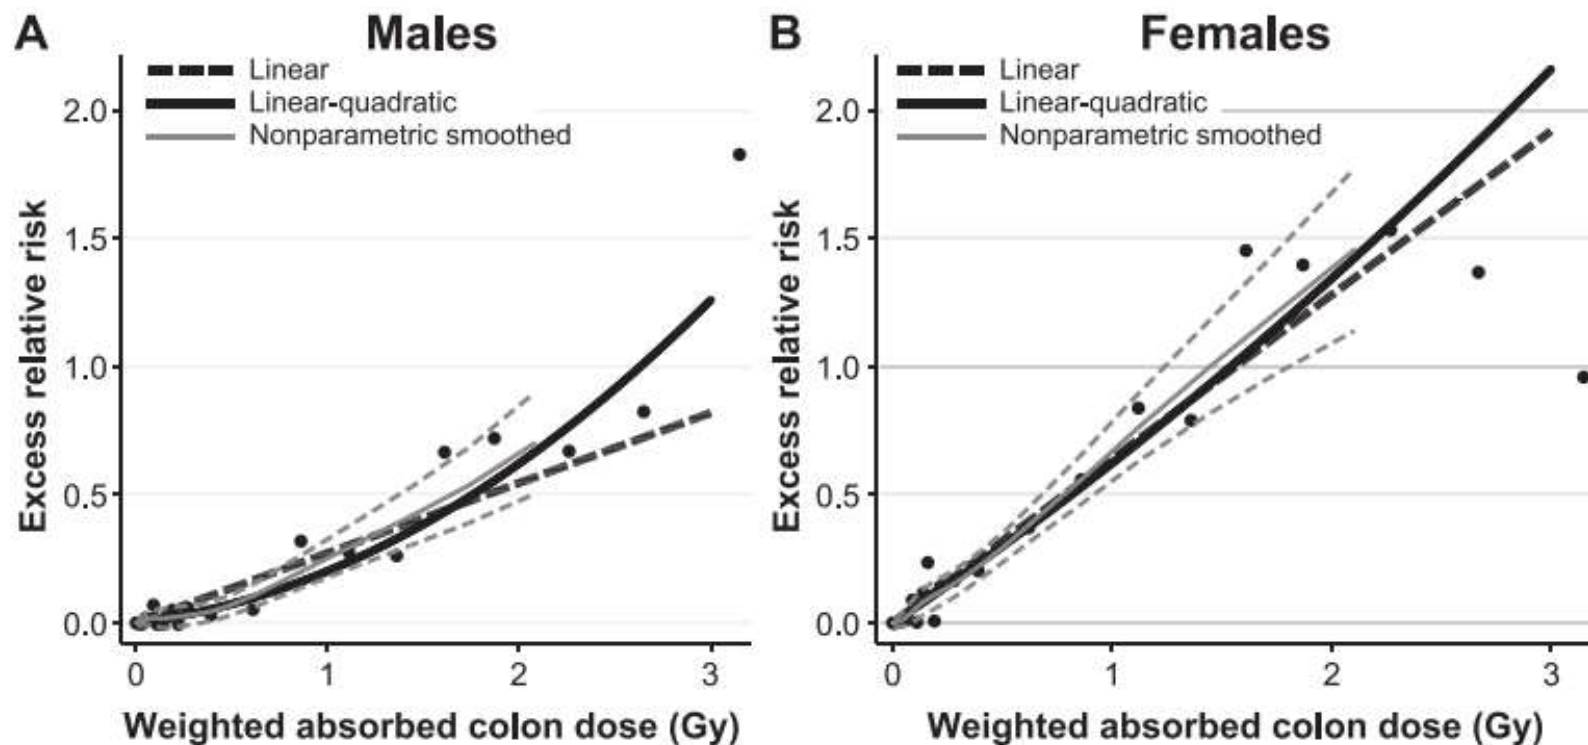 A Males
Linear
Linear-quadratic
Nonparametric smoothed
2.0
1.5
1.0
0.5
0.0
Excess relative risk
0 1 2 3
Weighted absorbed colon dose (Gy)
B Females
Linear
Linear-quadratic
Nonparametric smoothed
2.0
1.5
1.0
0.5
0.0
Excess relative risk
0 1 2 3
Weighted absorbed colon dose (Gy)